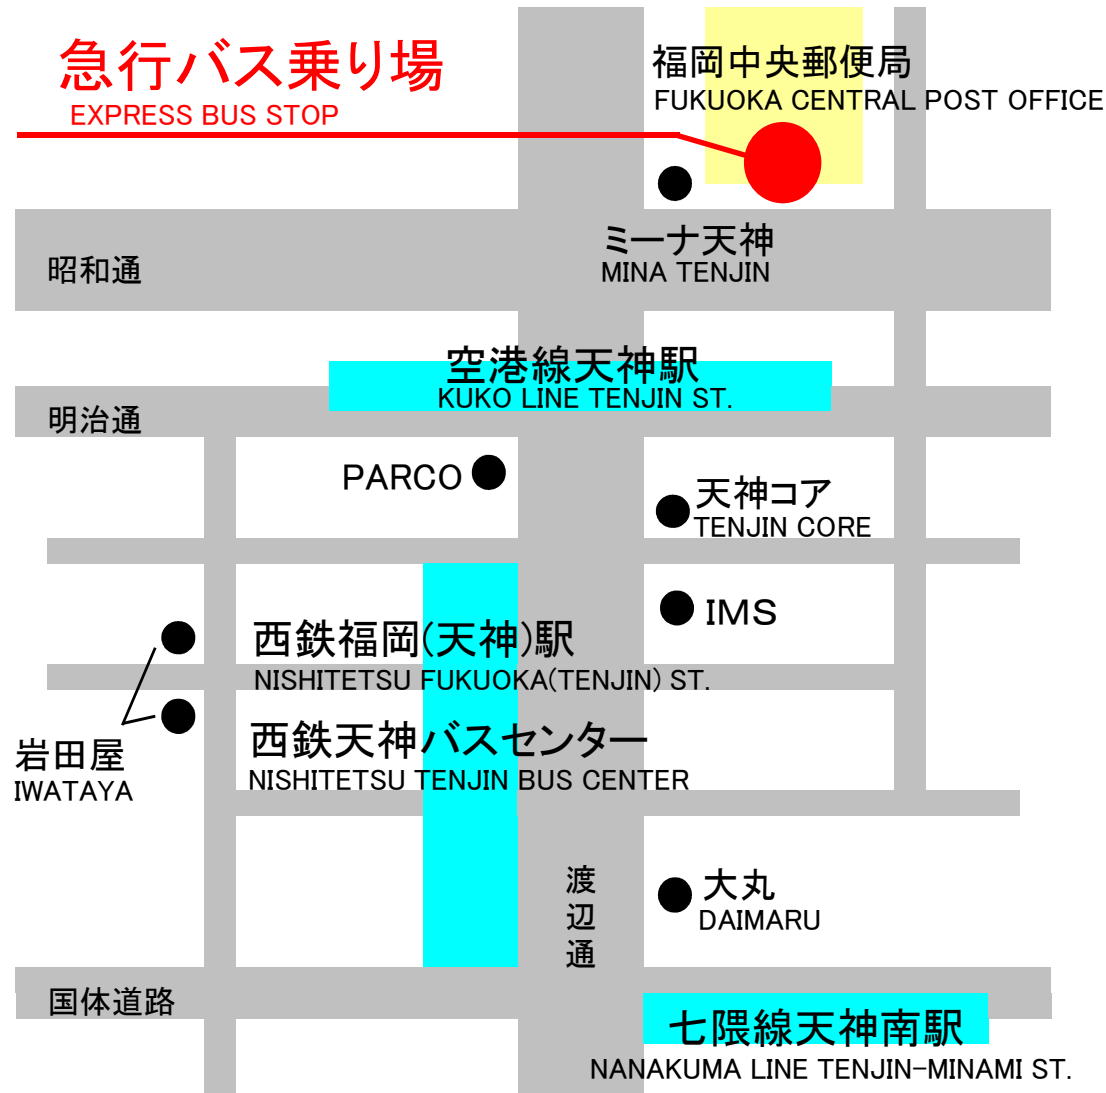 急行バス乗り場
EXPRESS BUS STOP
福岡中央郵便局
FUKUOKA CENTRAL POST OFFICE
ミーナ天神
MINA TENJIN
昭和通
空港線天神駅
KUKO LINE TENJIN ST.
明治通
PARCO
天神コア
TENJIN CORE
IMS
西鉄福岡(天神)駅
NISHITETSU FUKUOKA(TENJIN) ST.
西鉄天神バスセンター
NISHITETSU TENJIN BUS CENTER
岩田屋
IWATAYA
渡辺通
大丸
DAIMARU
国体道路
七隈線天神南駅
NANAKUMA LINE TENJIN-MINAMI ST.